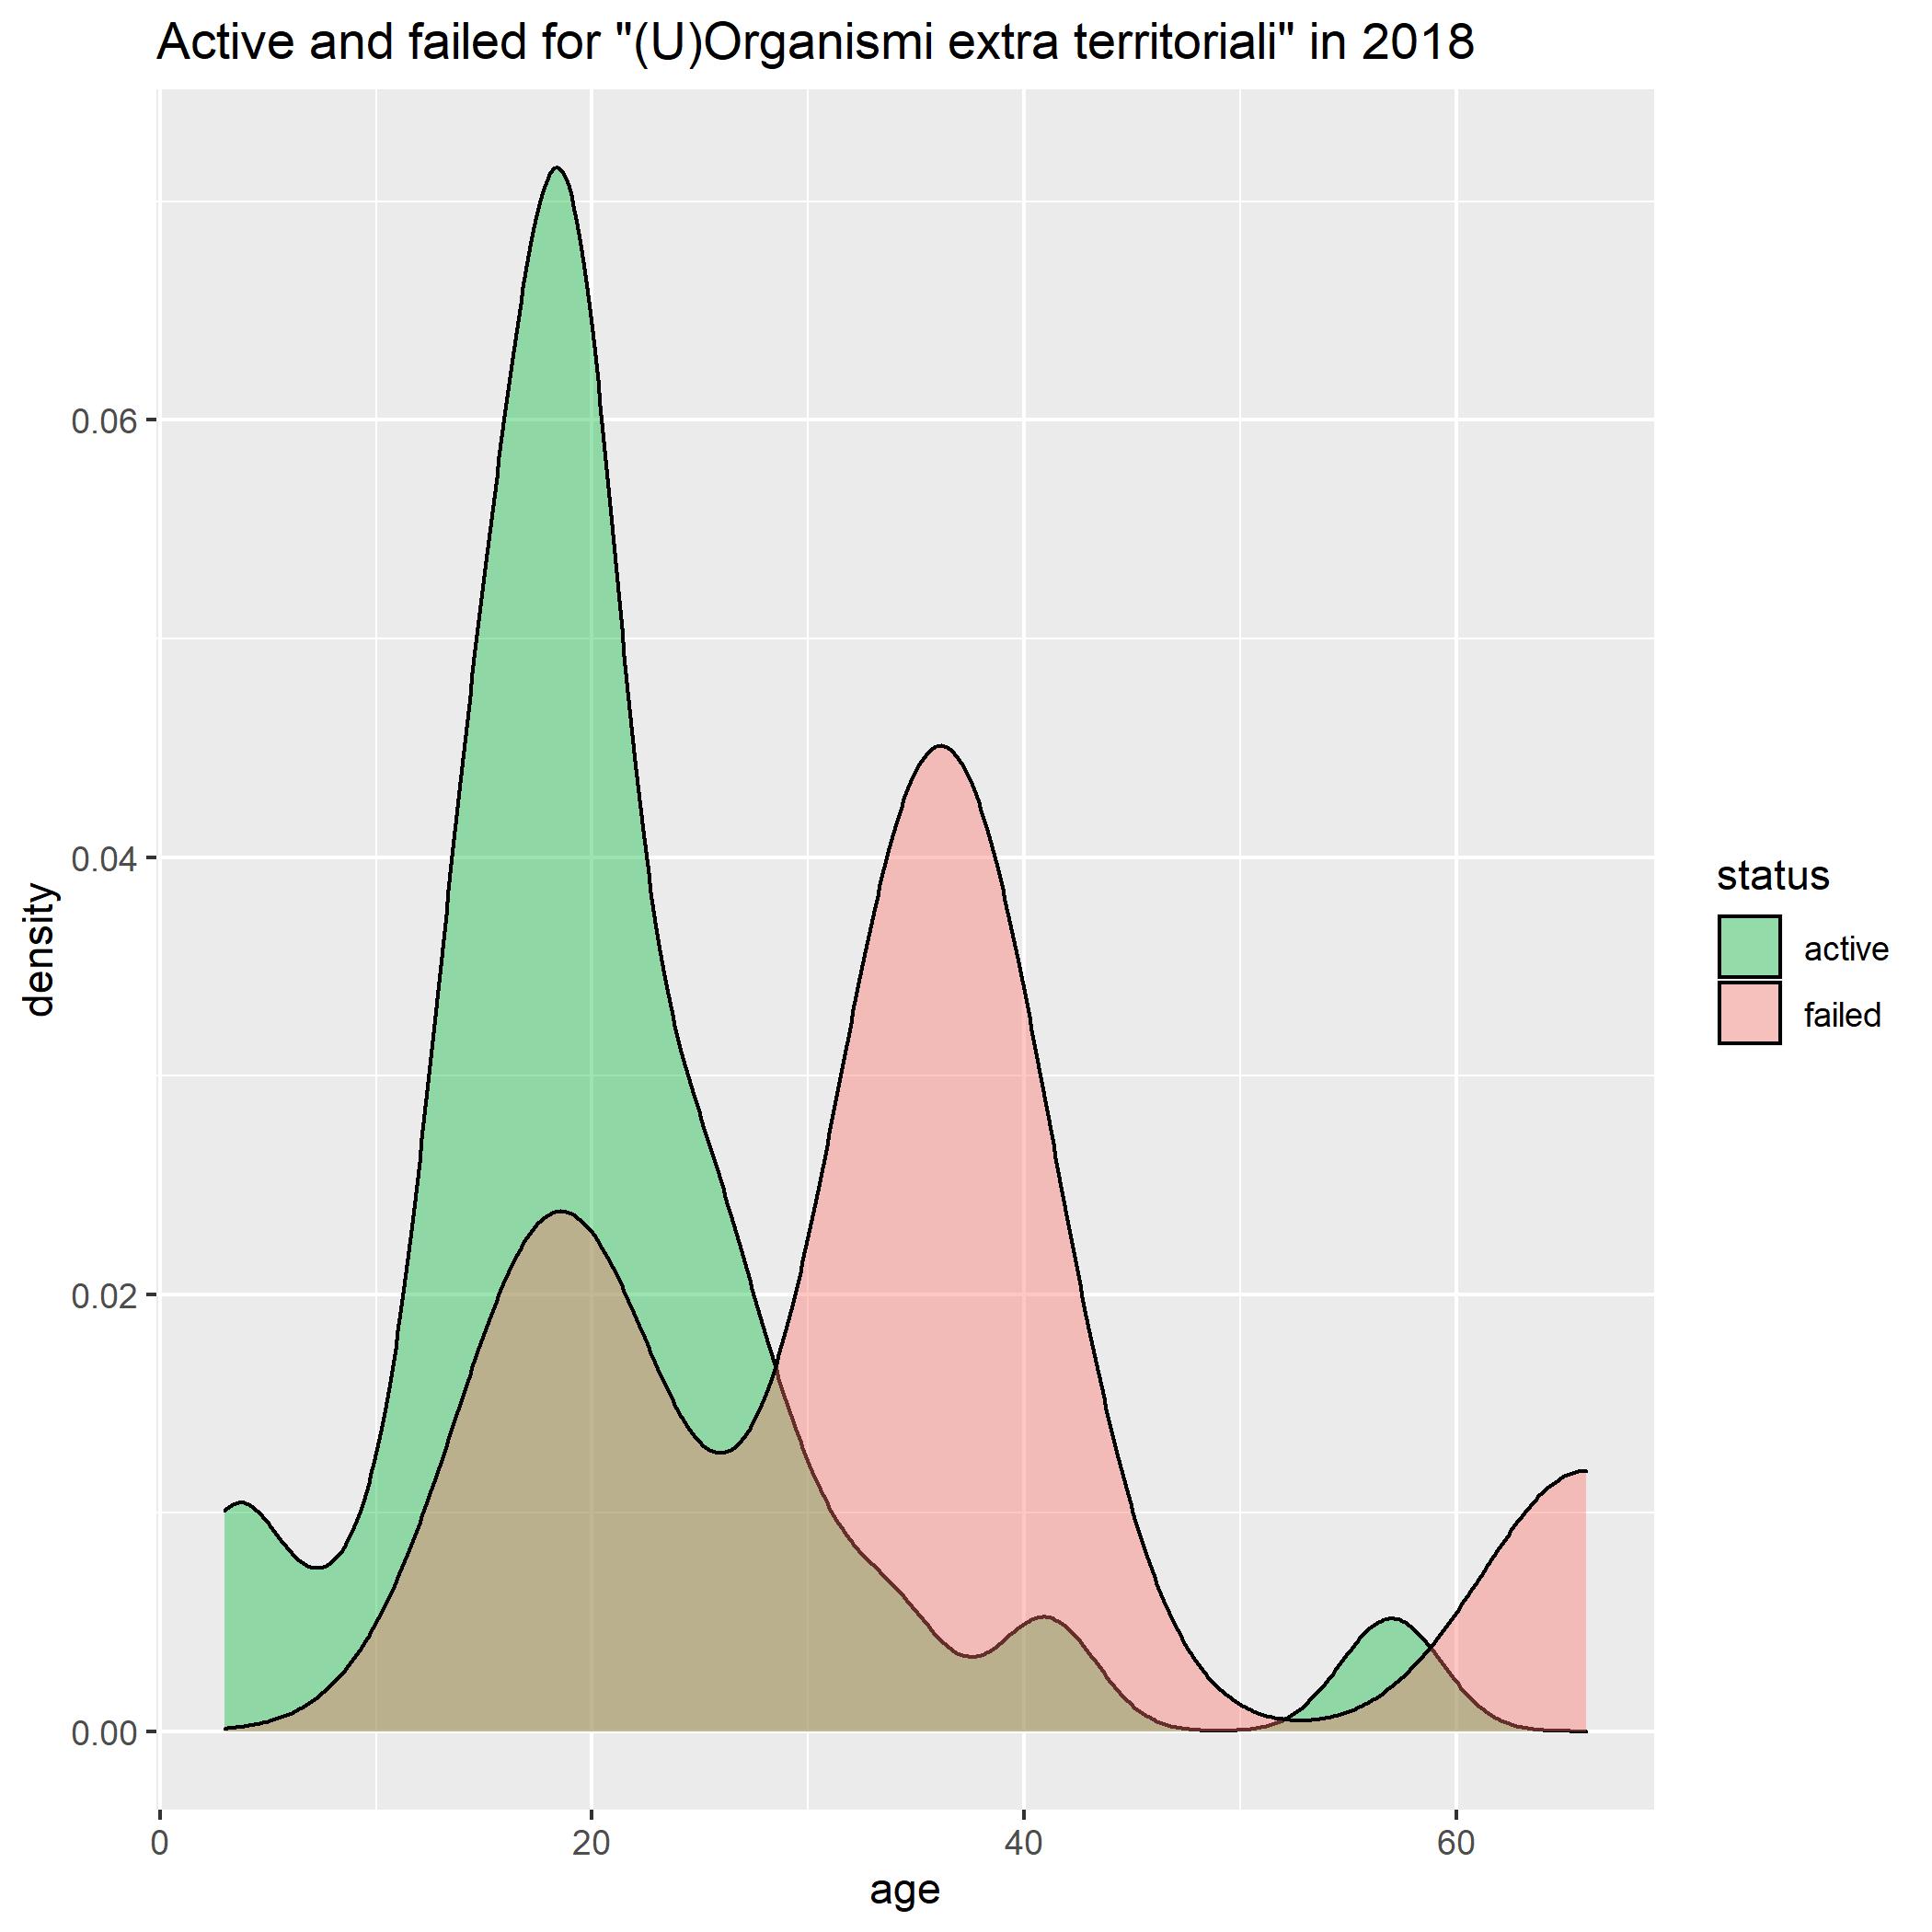 Active and failed for "(U)Organismi extra territoriali" in 2018
0.06
0.04
0.02
0.00
density
0
20
40
60
age
status
active
failed